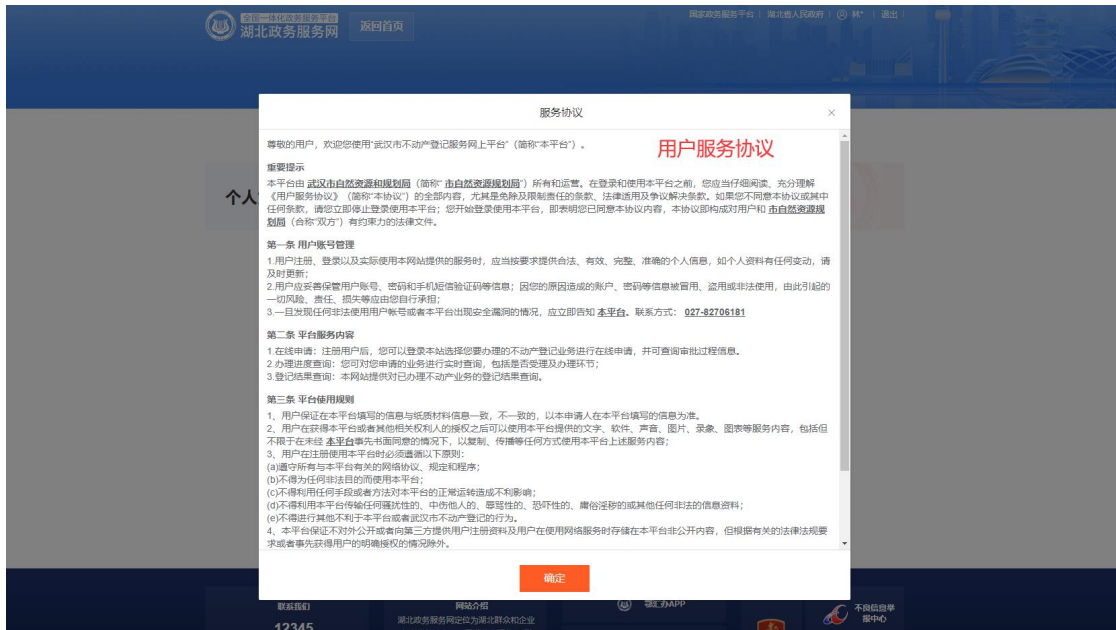 全国一体化政务服务平台
湖北政务服务网
返回首页
国家政务服务平台 | 湖北省人民政府 | 林* | 退出 |
服务协议
×
用户服务协议
尊敬的用户，欢迎您使用“武汉市不动产登记服务网上平台”（简称“本平台”）。
重要提示
本平台由 武汉市自然资源和规划局（简称“ 市自然资源规划局”）所有和运营。在登录和使用本平台之前，您应当仔细阅读、充分理解
《用户服务协议》（简称“本协议”）的全部内容，尤其是免除及限制责任的条款、法律适用及争议解决条款。如果您不同意本协议或其中
任何条款，请您立即停止登录使用本平台；您开始登录使用本平台，即表明您已同意本协议内容，本协议即构成对用户和 市自然资源规
划局（合称“双方”）有约束力的法律文件。
个人
第一条 用户账号管理
1.用户注册、登录以及实际使用本网站提供的服务时，应当按要求提供合法、有效、完整、准确的个人信息，如个人资料有任何变动，请
及时更新；
2.用户应妥善保管用户账号、密码和手机短信验证码等信息；因您的原因造成的账户、密码等信息被冒用、盗用或非法使用，由此引起的
一切风险、责任、损失等应由您自行承担；
3.一旦发现任何非法使用用户帐号或者本平台出现安全漏洞的情况，应立即告知 本平台。联系方式： 027-82706181
第二条 平台服务内容
1.在线申请：注册用户后，您可以登录本站选择您要办理的不动产登记业务进行在线申请，并可查询审批过程信息。
2.办理进度查询：您可对您申请的业务进行实时查询，包括是否受理及办理环节；
3.登记结果查询：本网站提供对已办理不动产业务的登记结果查询。
第三条 平台使用规则
1、用户保证在本平台填写的信息与纸质材料信息一致，不一致的，以本申请人在本平台填写的信息为准。
2、用户在获得本平台或者其他相关权利人的授权之后可以使用本平台提供的文字、软件、声音、图片、录象、图表等服务内容，包括但
不限于在未经 本平台事先书面同意的情况下，以复制、传播等任何方式使用本平台上述服务内容；
3、用户在注册使用本平台时必须遵循以下原则：
(a)遵守所有与本平台有关的网络协议、规定和程序；
(b)不得为任何非法目的而使用本平台；
(c)不得利用任何手段或者方法对本平台的正常运转造成不利影响；
(d)不得利用本平台传输任何骚扰性的、中伤他人的、辱骂性的、恐吓性的、庸俗淫秽的或其他任何非法的信息资料；
(e)不得进行其他不利于本平台或者武汉市不动产登记的行为。
4、本平台保证不对外公开或者向第三方提供用户注册资料及用户在使用网络服务时存储在本平台非公开内容，但根据有关的法律法规要
求或者事先获得用户的明确授权的情况除外。
确定
联系我们
12345
网站介绍
湖北政务服务网定位为湖北群众和企业
鄂汇办APP
不良信息举
报中心